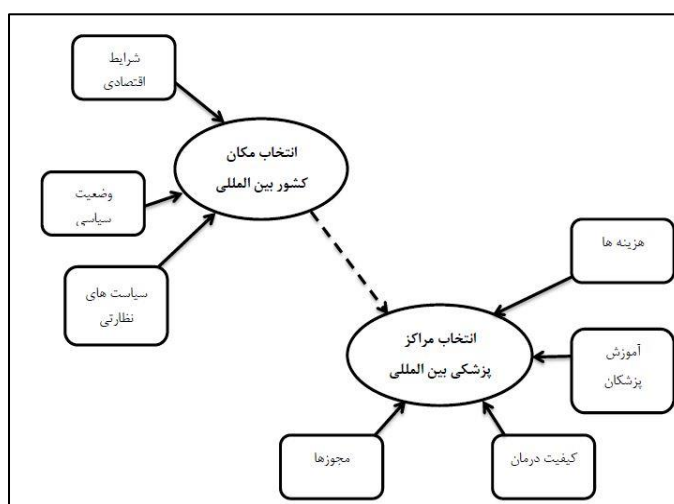 شرایط
اقتصادی
انتخاب مکان
کشور بین المللی
وضعیت
سیاسی
سیاست های
نظارتی
هزینه ها
انتخاب مراکز
پزشکی بین المللی
آموزش
پزشکان
مجوزها
کیفیت درمان